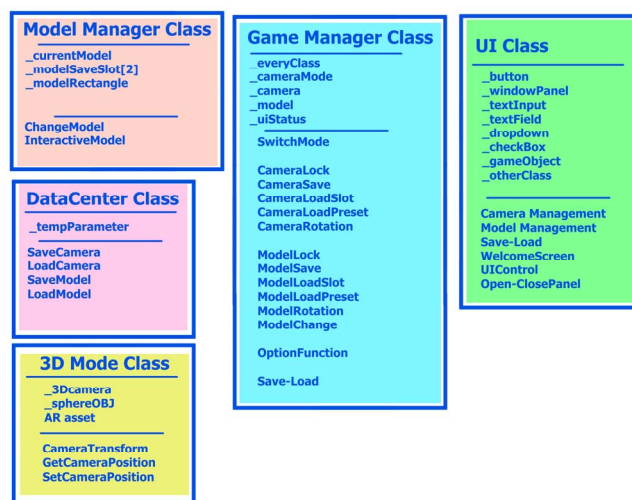 Model Manager Class
_currentModel
_modelSaveSlot[2]
_modelRectangle
ChangeModel
InteractiveModel
DataCenter Class
_tempParameter
SaveCamera
LoadCamera
SaveModel
LoadModel
3D Mode Class
_3Dcamera
_sphereOBJ
AR asset
CameraTransform
GetCameraPosition
SetCameraPosition
Game Manager Class
_everyClass
_cameraMode
_camera
_model
_uiStatus
SwitchMode
CameraLock
CameraSave
CameraLoadSlot
CameraLoadPreset
CameraRotation
ModelLock
ModelSave
ModelLoadSlot
ModelLoadPreset
ModelRotation
ModelChange
OptionFunction
Save-Load
UI Class
_button
_windowPanel
_textInput
_textField
_dropdown
_checkBox
_gameObject
_otherClass
Camera Management
Model Management
Save-Load
WelcomeScreen
UIControl
Open-ClosePanel